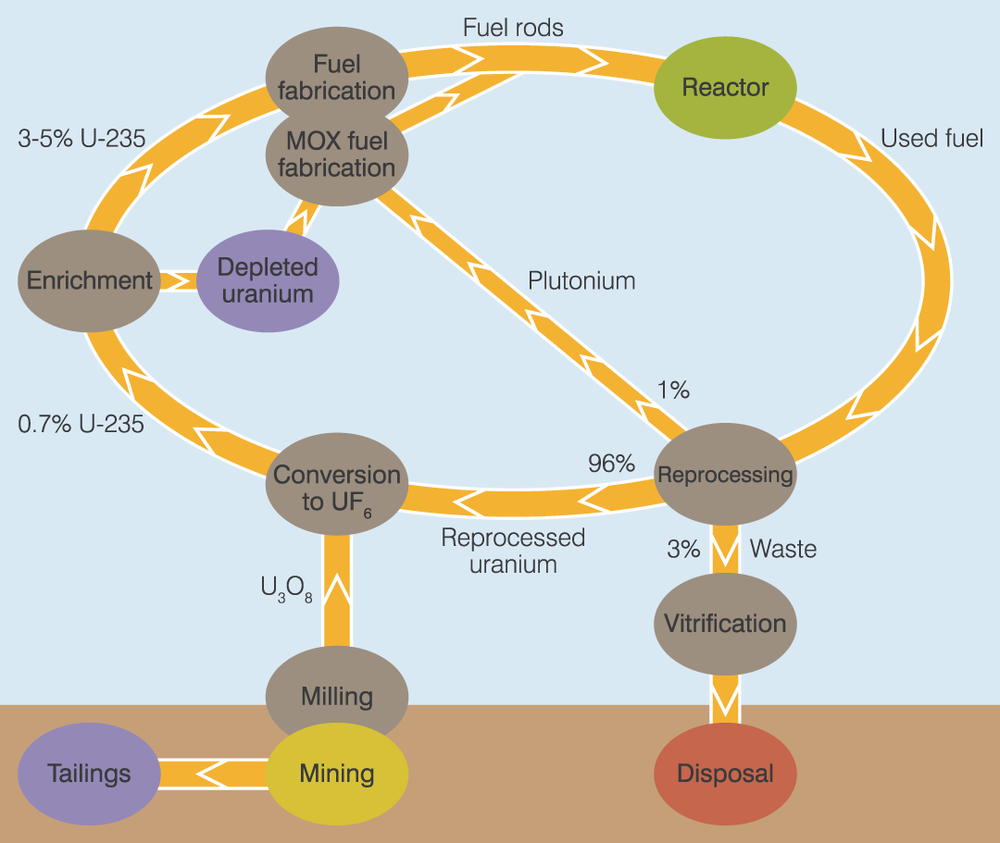 Fuel rods
Fuel
fabrication
Reactor
3-5% U-235
MOX fuel
fabrication
Used fuel
Enrichment
Depleted
uranium
Plutonium
1%
0.7% U-235
96%
Conversion
to UF₆
Reprocessing
Reprocessed
uranium
3%
Waste
U₃O₈
Vitrification
Milling
Tailings
Mining
Disposal